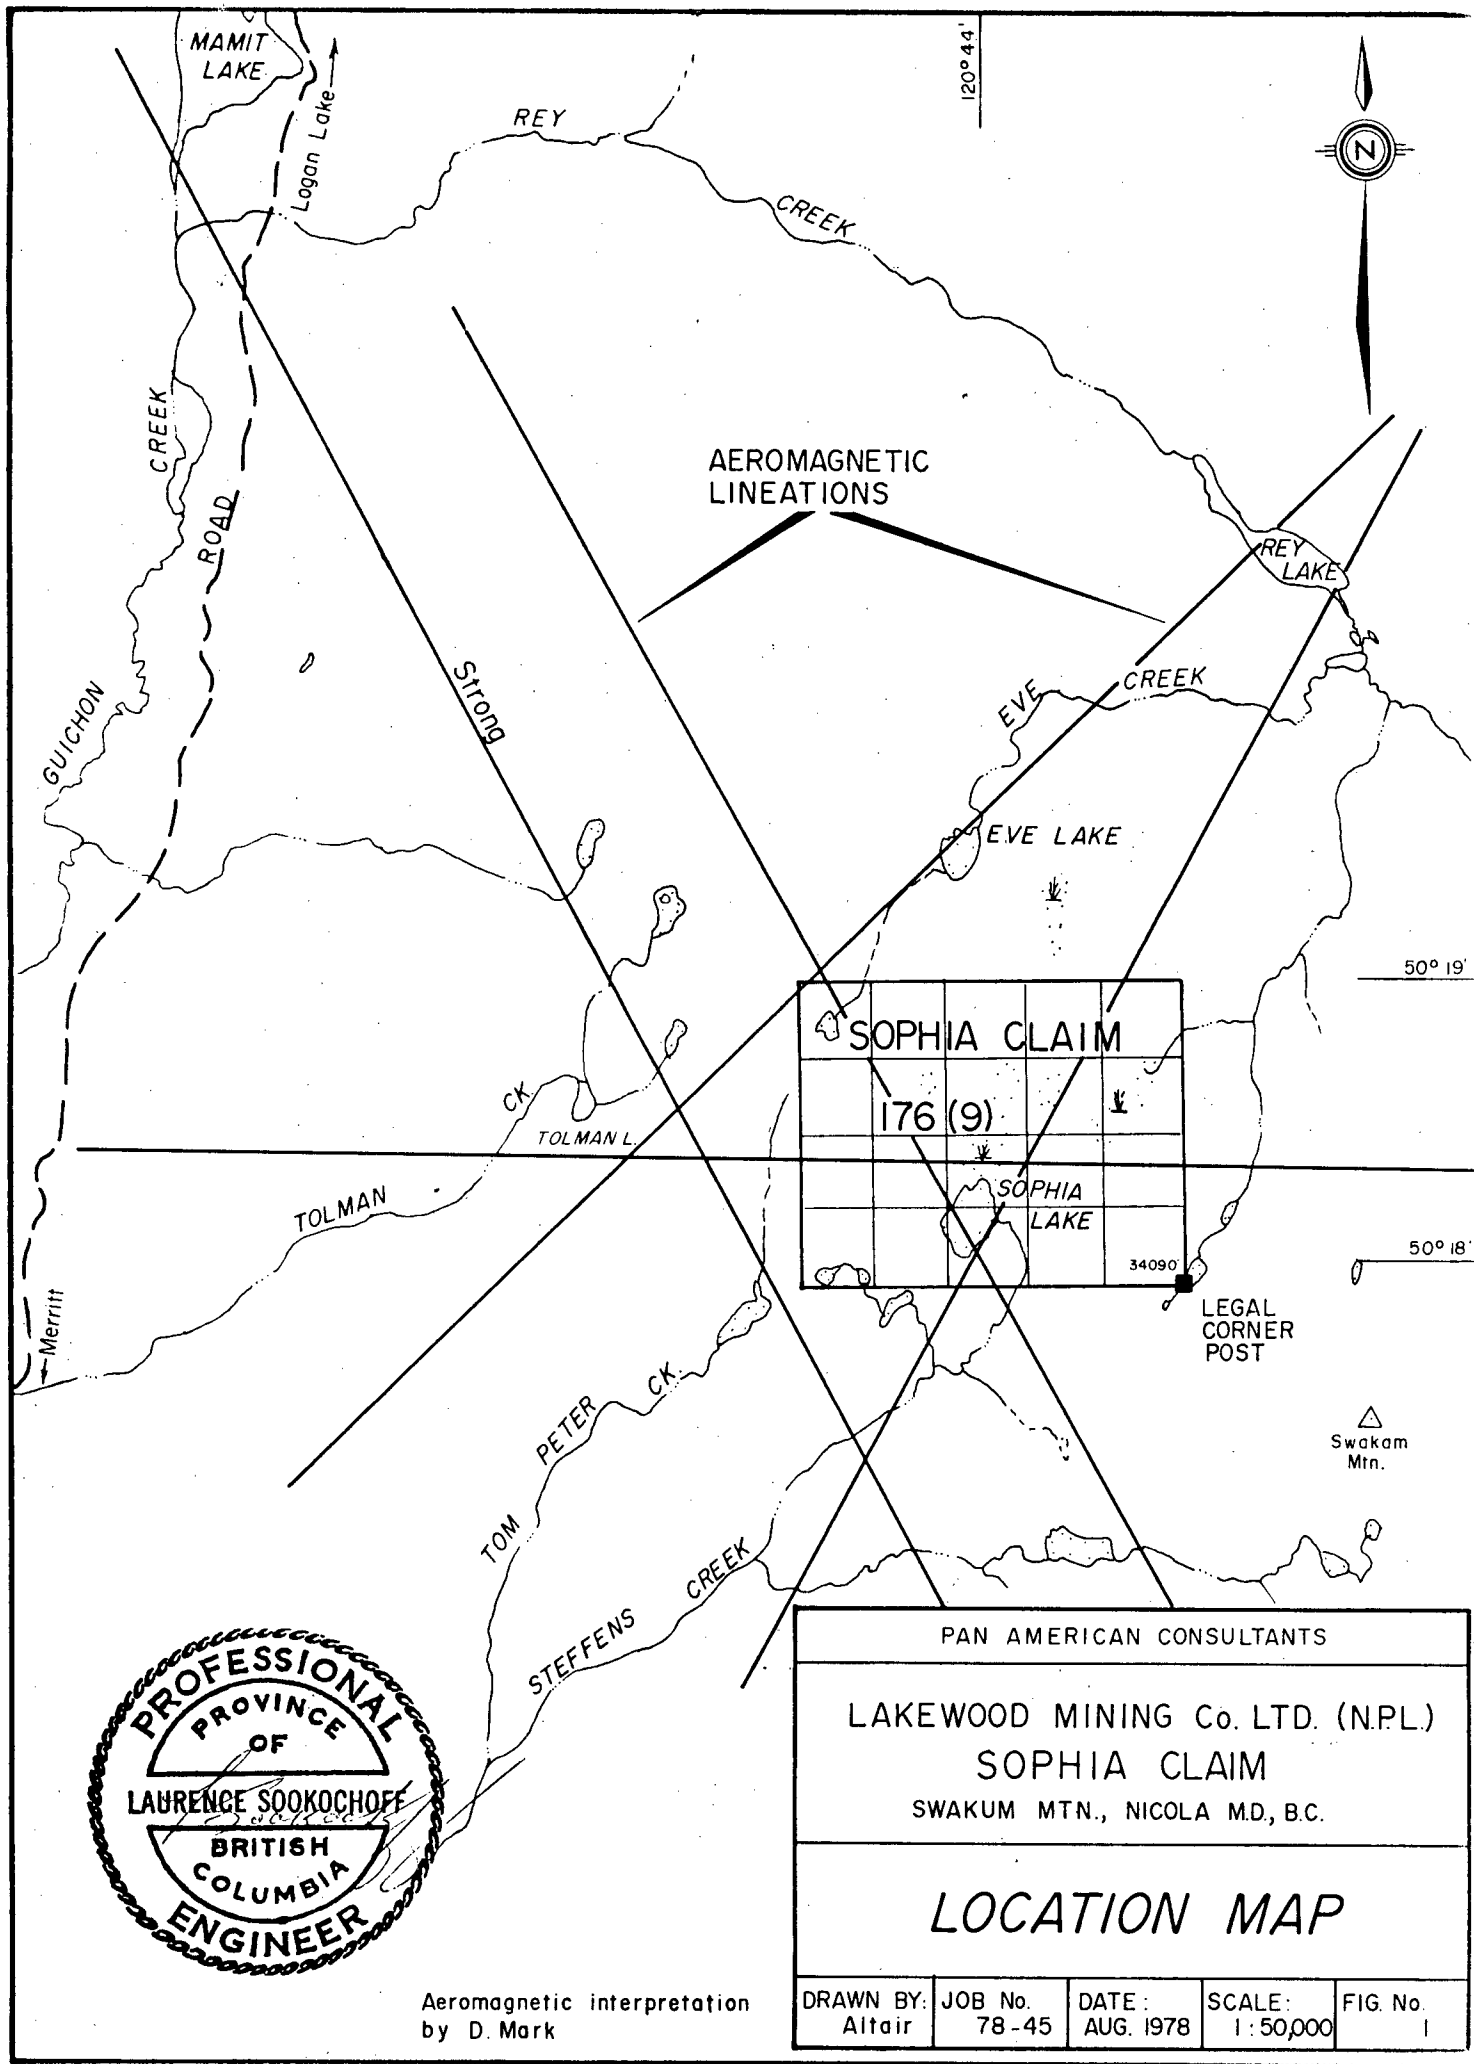 MAMIT
LAKE
Logan Lake
120° 44'
N
REY
CREEK
CREEK
ROAD
GUICHON
AEROMAGNETIC
LINEATIONS
REY
LAKE
Strong
EVE
CREEK
EVE LAKE
50° 19'
SOPHIA CLAIM
176 (9)
CK.
TOLMAN L.
TOLMAN
SOPHIA
LAKE
34090
50° 18'
LEGAL
CORNER
POST
Merritt
TOM PETER CK.
Swakam
Mtn.
STEFFENS CREEK
PROFESSIONAL
PROVINCE
OF
LAURENCE SOOKOCHOFF
BRITISH
COLUMBIA
ENGINEER
Aeromagnetic interpretation
by D. Mark
PAN AMERICAN CONSULTANTS
LAKEWOOD MINING Co. LTD. (N.P.L.)
SOPHIA CLAIM
SWAKUM MTN., NICOLA M.D., B.C.
LOCATION MAP
DRAWN BY:
Altair
JOB No.
78-45
DATE:
AUG. 1978
SCALE:
1:50,000
FIG. No.
1